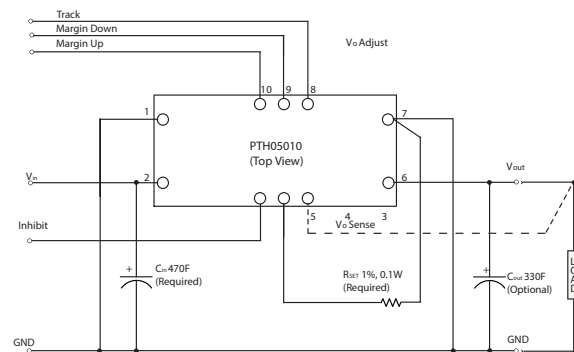 Track
Margin Down
Margin Up
Vo Adjust
10 9 8
1
7
PTH05010
(Top View)
Vin
2
6
Vout
5 4 3
Vo Sense
Inhibit
+
Cin 470F
(Required)
RSET 1%, 0.1W
(Required)
+
Cout 330F
(Optional)
L
O
A
D
GND
GND